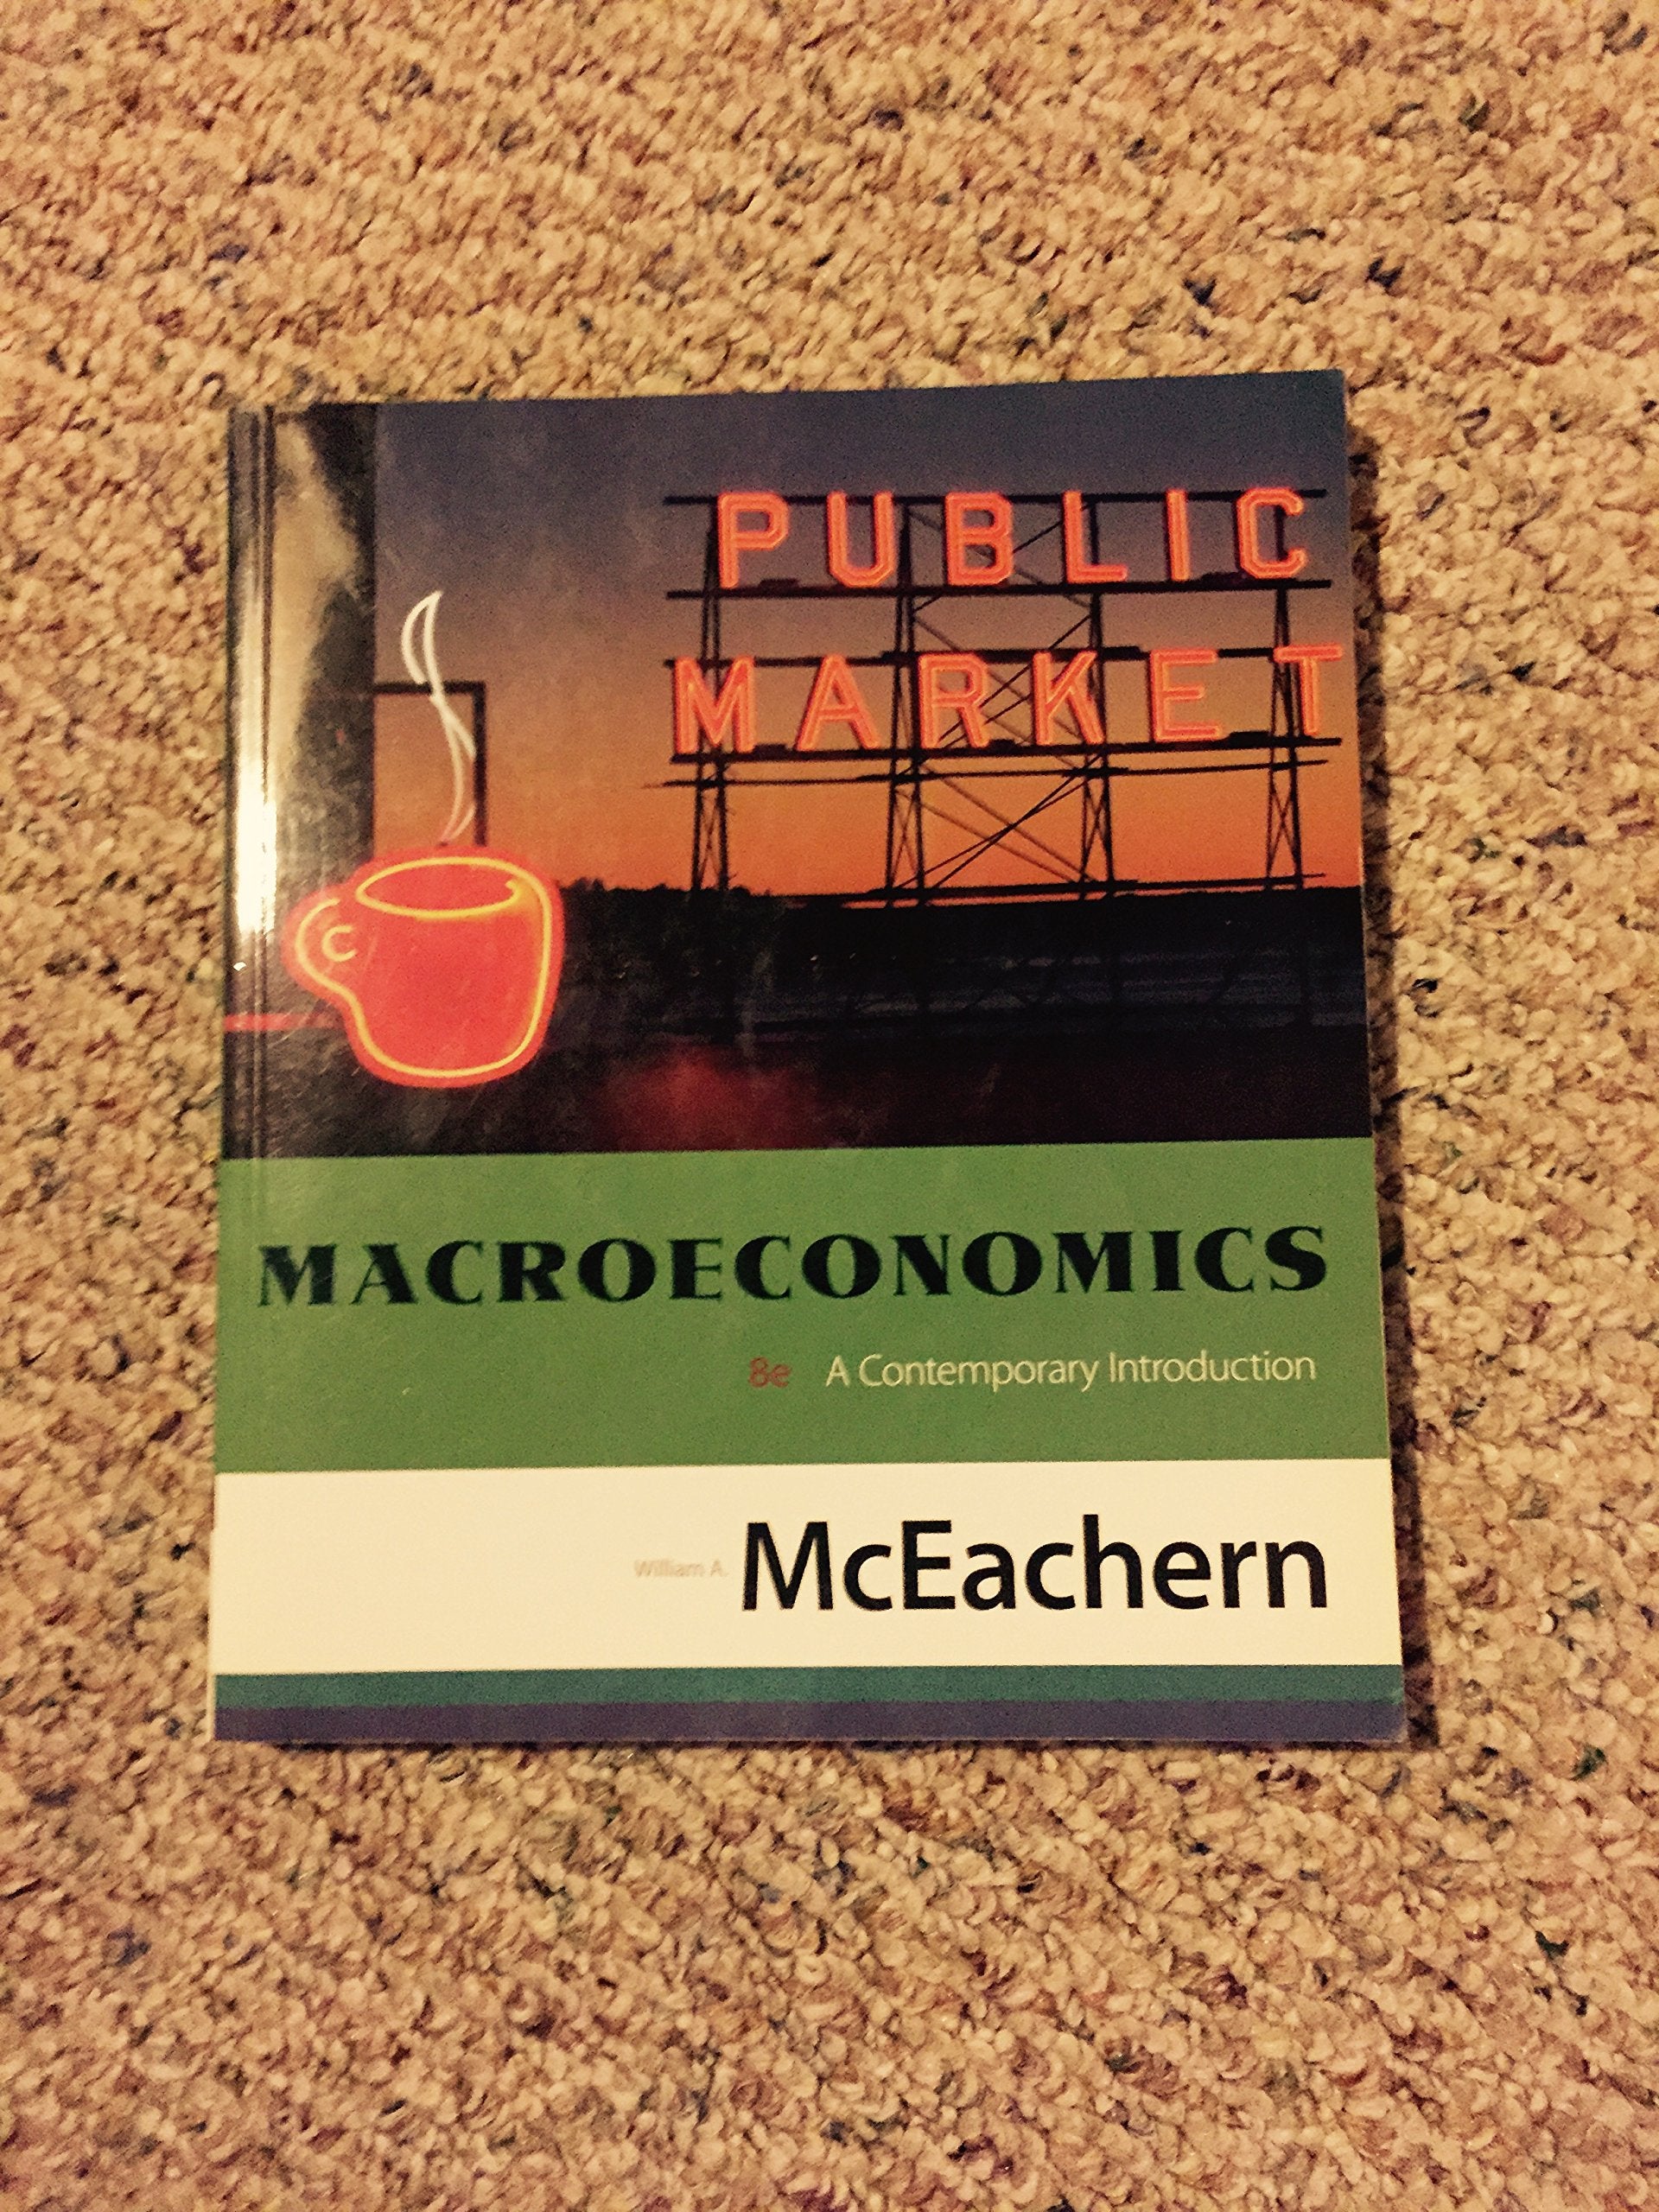 PUBLIC
MARKET
MACROECONOMICS
8e A Contemporary Introduction
William A. McEachern